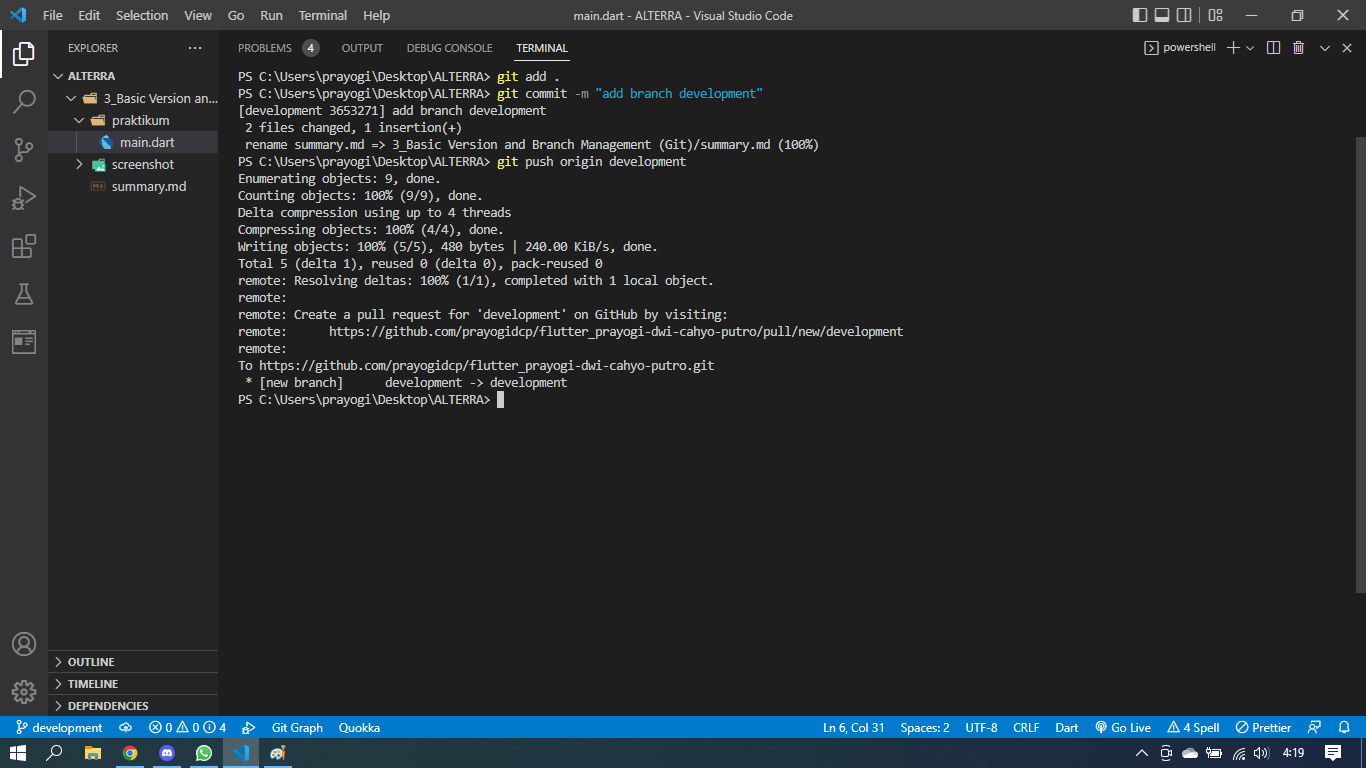 File Edit Selection View Go Run Terminal Help main.dart - ALTERRA - Visual Studio Code
EXPLORER ···
ALTERRA
3_Basic Version an...
praktikum
main.dart
screenshot
summary.md
OUTLINE
TIMELINE
DEPENDENCIES
PROBLEMS 4 OUTPUT DEBUG CONSOLE TERMINAL powershell
PS C:\Users\prayogi\Desktop\ALTERRA> git add .
PS C:\Users\prayogi\Desktop\ALTERRA> git commit -m "add branch development"
[development 3653271] add branch development
 2 files changed, 1 insertion(+)
 rename summary.md => 3_Basic Version and Branch Management (Git)/summary.md (100%)
PS C:\Users\prayogi\Desktop\ALTERRA> git push origin development
Enumerating objects: 9, done.
Counting objects: 100% (9/9), done.
Delta compression using up to 4 threads
Compressing objects: 100% (4/4), done.
Writing objects: 100% (5/5), 480 bytes | 240.00 KiB/s, done.
Total 5 (delta 1), reused 0 (delta 0), pack-reused 0
remote: Resolving deltas: 100% (1/1), completed with 1 local object.
remote:
remote: Create a pull request for 'development' on GitHub by visiting:
remote:      https://github.com/prayogidcp/flutter_prayogi-dwi-cahyo-putro/pull/new/development
remote:
To https://github.com/prayogidcp/flutter_prayogi-dwi-cahyo-putro.git
 * [new branch]      development -> development
PS C:\Users\prayogi\Desktop\ALTERRA>
development 0 0 4 Git Graph Quokka Ln 6, Col 31 Spaces: 2 UTF-8 CRLF Dart Go Live 4 Spell Prettier
4:19